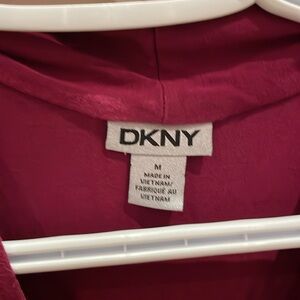 DKNY
M
MADE IN
VIETNAM/
FABRIQUÉ AU
VIETNAM